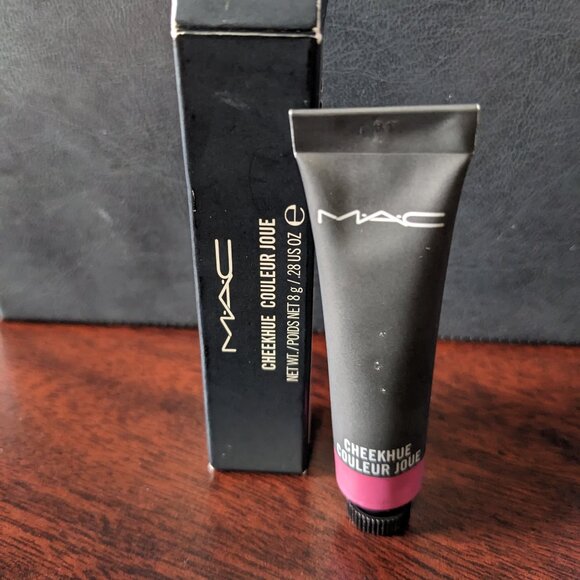 M·A·C
CHEEKHUE COULEUR JOUE
NET WT./POIDS NET 8 g / .28 US OZ e
M·A·C
CHEEKHUE
COULEUR JOUE